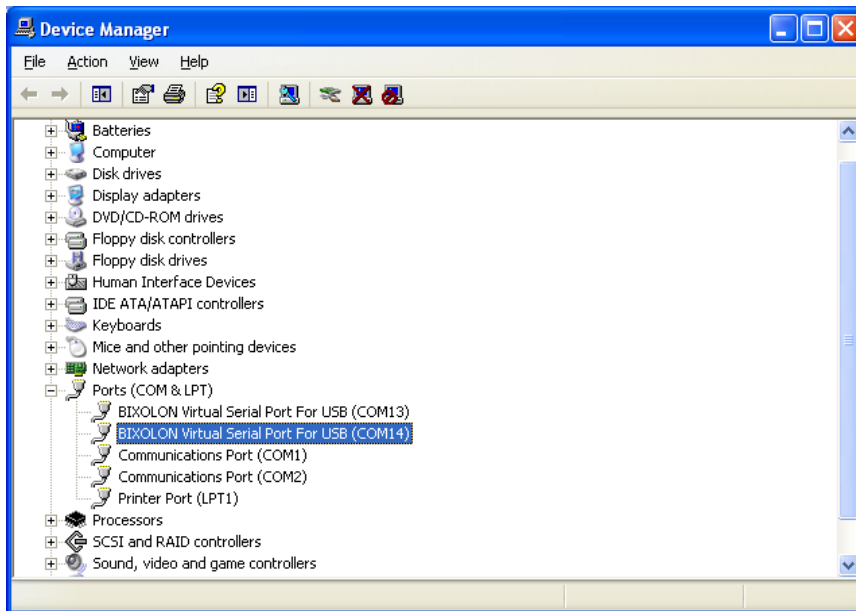 Device Manager
File Action View Help
Batteries
Computer
Disk drives
Display adapters
DVD/CD-ROM drives
Floppy disk controllers
Floppy disk drives
Human Interface Devices
IDE ATA/ATAPI controllers
Keyboards
Mice and other pointing devices
Network adapters
Ports (COM & LPT)
BIXOLON Virtual Serial Port For USB (COM13)
BIXOLON Virtual Serial Port For USB (COM14)
Communications Port (COM1)
Communications Port (COM2)
Printer Port (LPT1)
Processors
SCSI and RAID controllers
Sound, video and game controllers